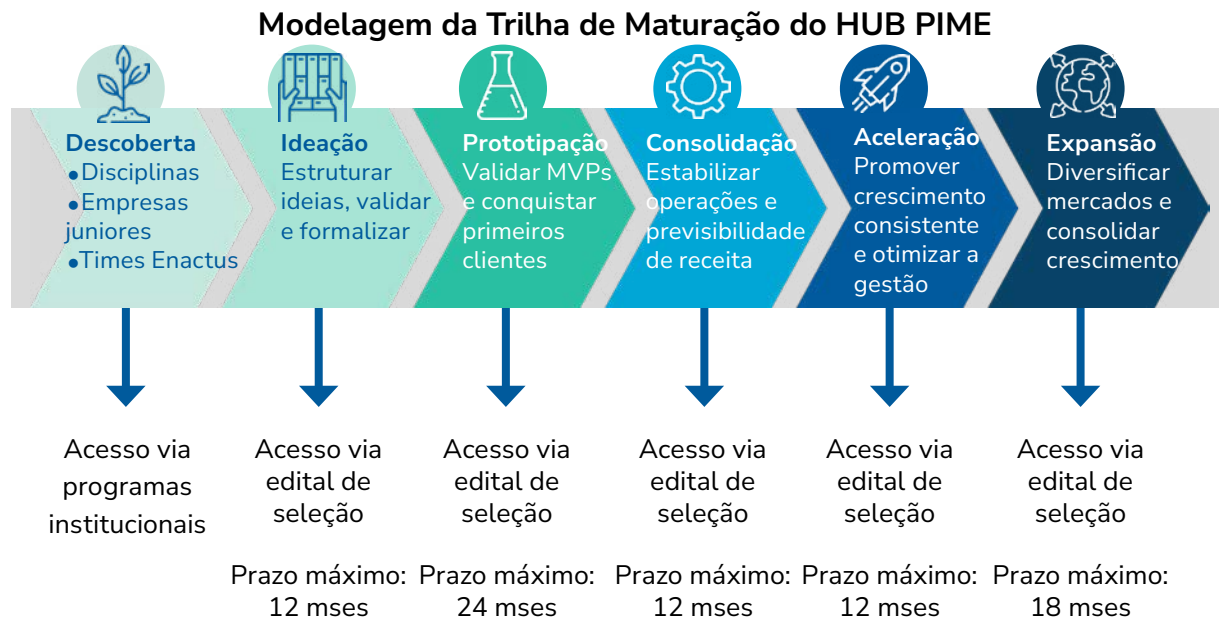 Modelagem da Trilha de Maturação do HUB PIME
Descoberta
•Disciplinas
•Empresas
juniores
•Times Enactus
Ideação
Estruturar
ideias, validar
e formalizar
Prototipação
Validar MVPs
e conquistar
primeiros
clientes
Consolidação
Estabilizar
operações e
previsibilidade
de receita
Aceleração
Promover
crescimento
consistente
e otimizar a
gestão
Expansão
Diversificar
mercados e
consolidar
crescimento
Acesso via
programas
institucionais
Acesso via
edital de
seleção
Prazo máximo:
12 mses
Acesso via
edital de
seleção
Prazo máximo:
24 mses
Acesso via
edital de
seleção
Prazo máximo:
12 mses
Acesso via
edital de
seleção
Prazo máximo:
12 mses
Acesso via
edital de
seleção
Prazo máximo:
18 mses